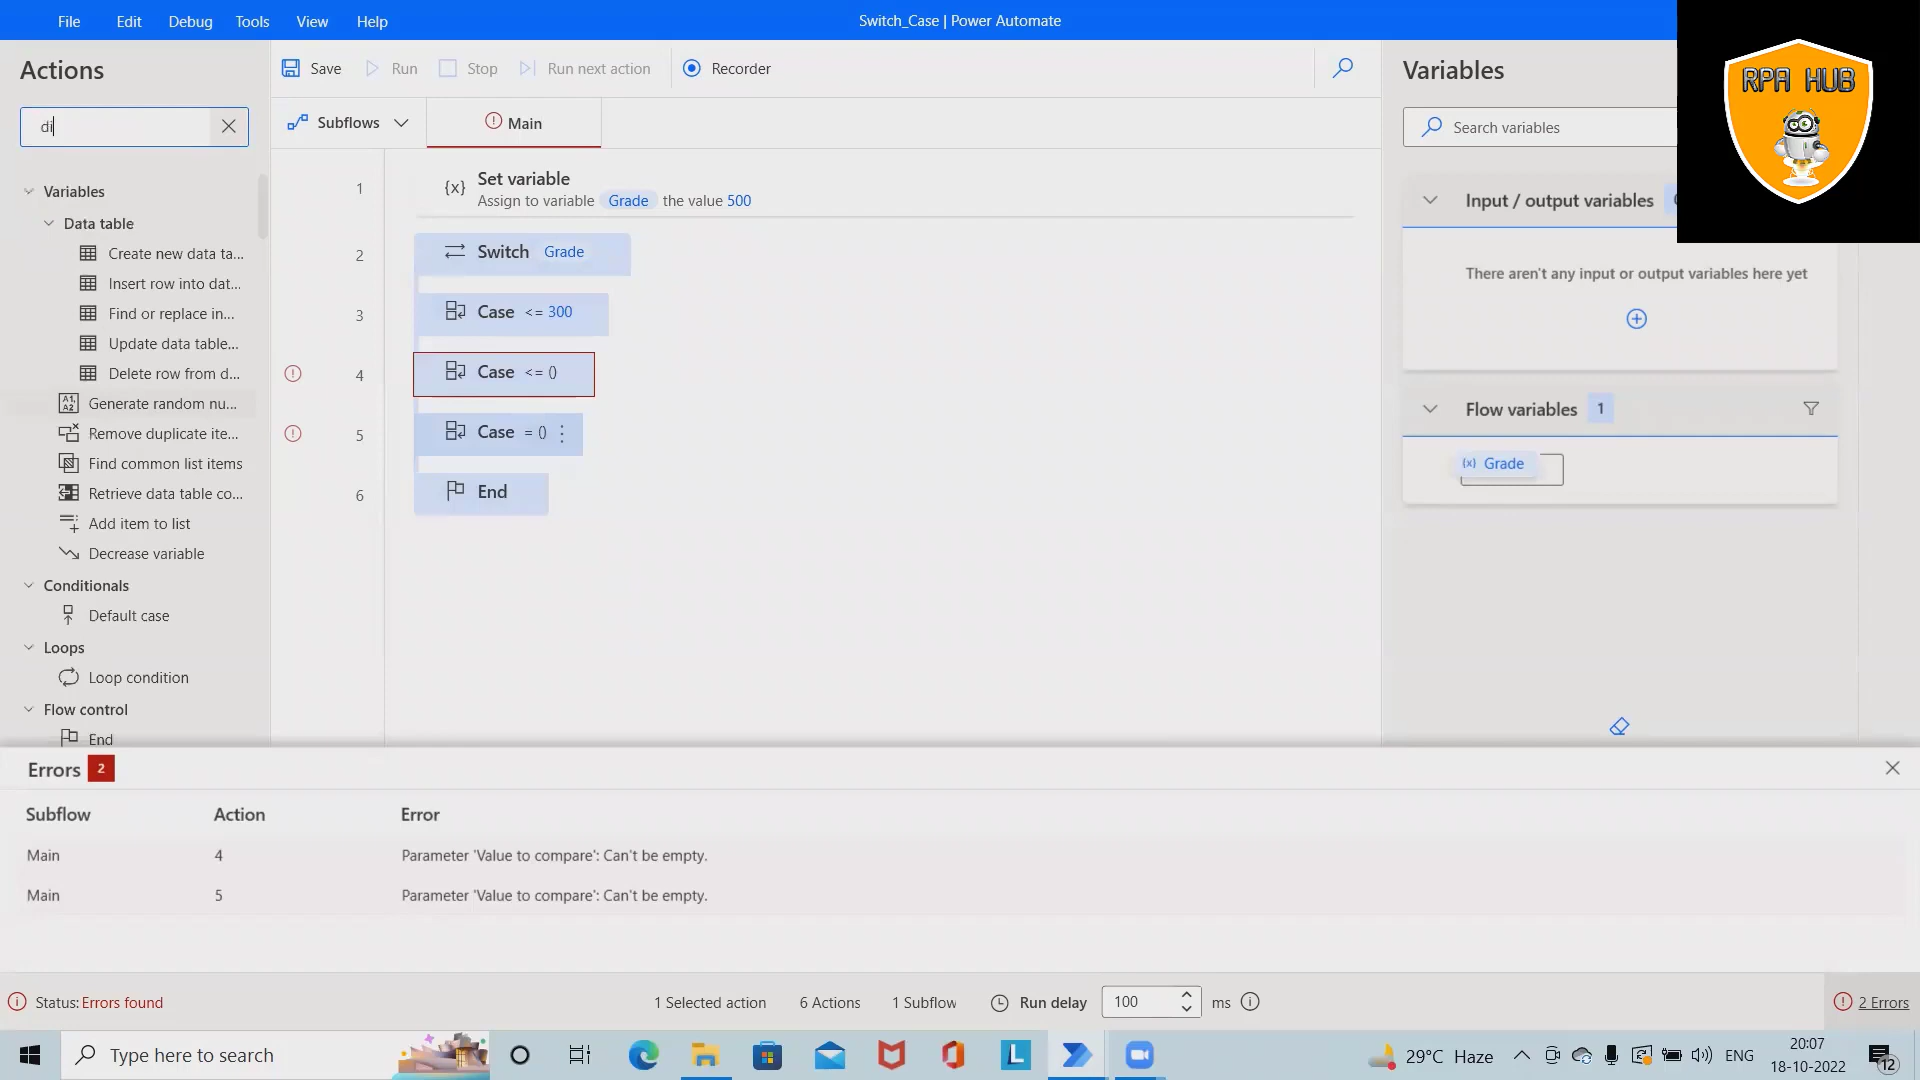 File Edit Debug Tools View Help
Switch_Case | Power Automate
RPA HUB
Actions
di
Variables
Data table
Create new data ta...
Insert row into dat...
Find or replace in...
Update data table...
Delete row from d...
Generate random nu...
Remove duplicate ite...
Find common list items
Retrieve data table co...
Add item to list
Decrease variable
Conditionals
Default case
Loops
Loop condition
Flow control
End
Save Run Stop Run next action Recorder
Subflows Main
1 {x} Set variable
Assign to variable Grade the value 500
2 Switch Grade
3 Case <= 300
4 Case <= ()
5 Case = ()
6 End
Variables
Search variables
Input / output variables
There aren't any input or output variables here yet
Flow variables 1
(x) Grade
Errors 2
Subflow Action Error
Main 4 Parameter 'Value to compare': Can't be empty.
Main 5 Parameter 'Value to compare': Can't be empty.
Status: Errors found 1 Selected action 6 Actions 1 Subflow Run delay 100 ms 2 Errors
Type here to search
L
29°C Haze ENG
20:07
18-10-2022
12